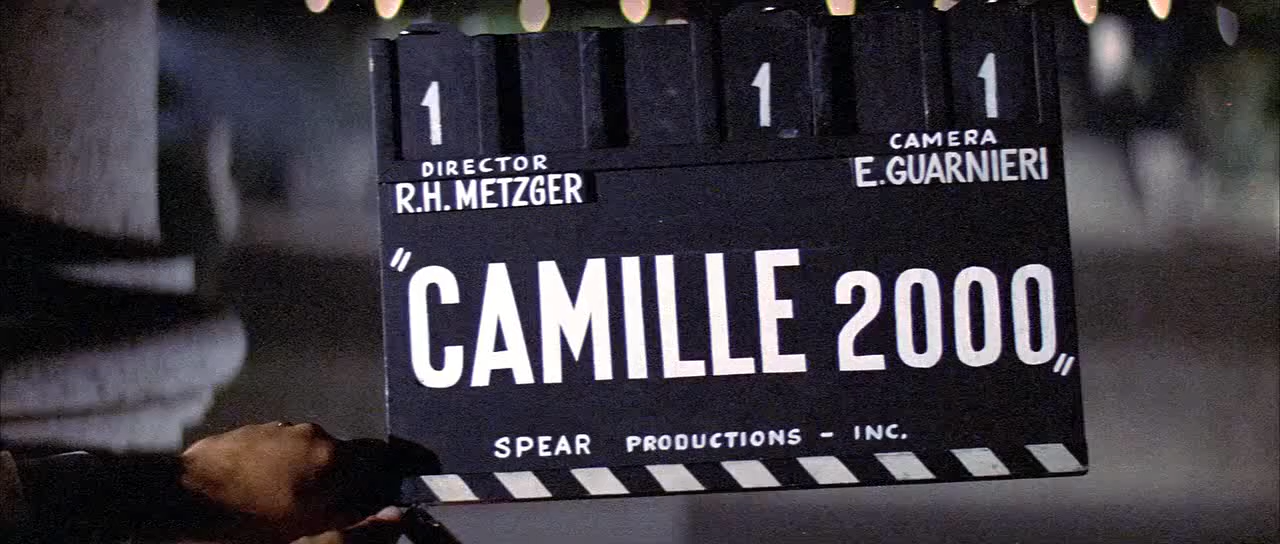 1 1 1
DIRECTOR CAMERA
R.H. METZGER E. GUARNIERI
"CAMILLE 2000"
SPEAR PRODUCTIONS - INC.